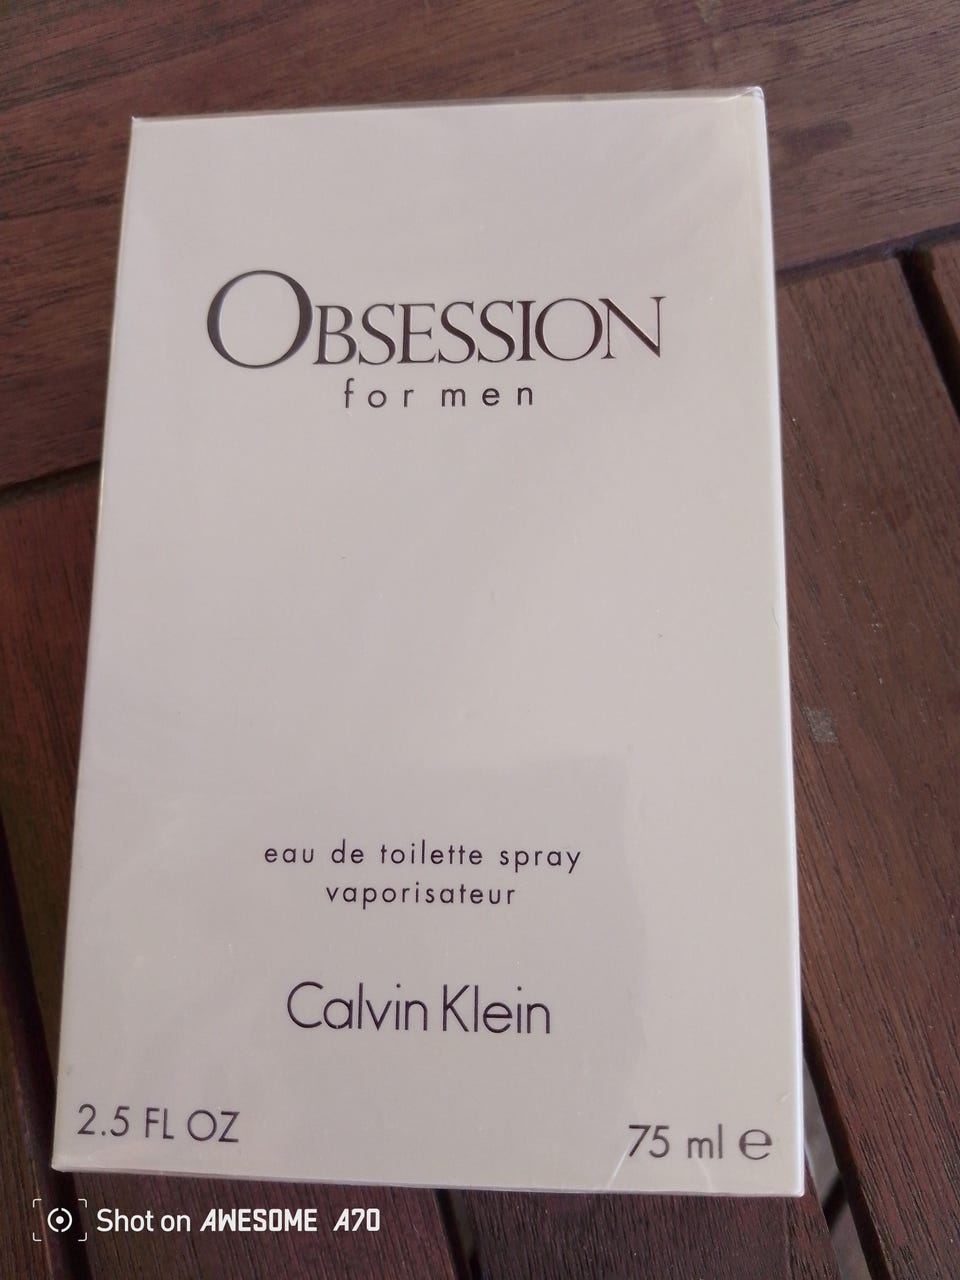 OBSESSION
for men
eau de toilette spray
vaporisateur
Calvin Klein
2.5 FL OZ
75 ml ℮
Shot on AWESOME A70